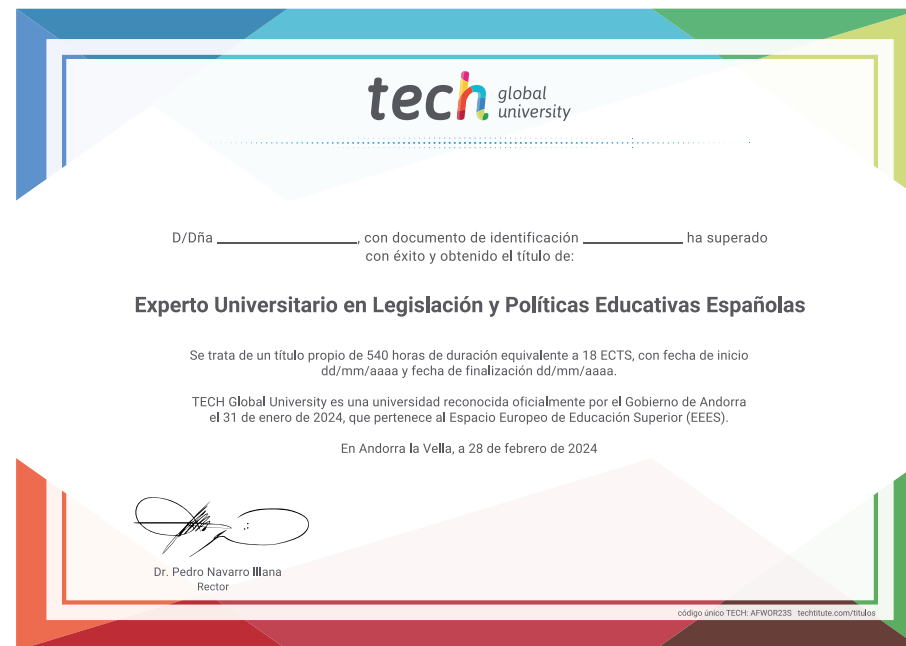 tech global university
D/Dña ____________________, con documento de identificación ______________ ha superado
con éxito y obtenido el título de:
Experto Universitario en Legislación y Políticas Educativas Españolas
Se trata de un título propio de 540 horas de duración equivalente a 18 ECTS, con fecha de inicio
dd/mm/aaaa y fecha de finalización dd/mm/aaaa.
TECH Global University es una universidad reconocida oficialmente por el Gobierno de Andorra
el 31 de enero de 2024, que pertenece al Espacio Europeo de Educación Superior (EEES).
En Andorra la Vella, a 28 de febrero de 2024
Dr. Pedro Navarro Illana
Rector
código único TECH: AFWOR23S techtitute.com/titulos